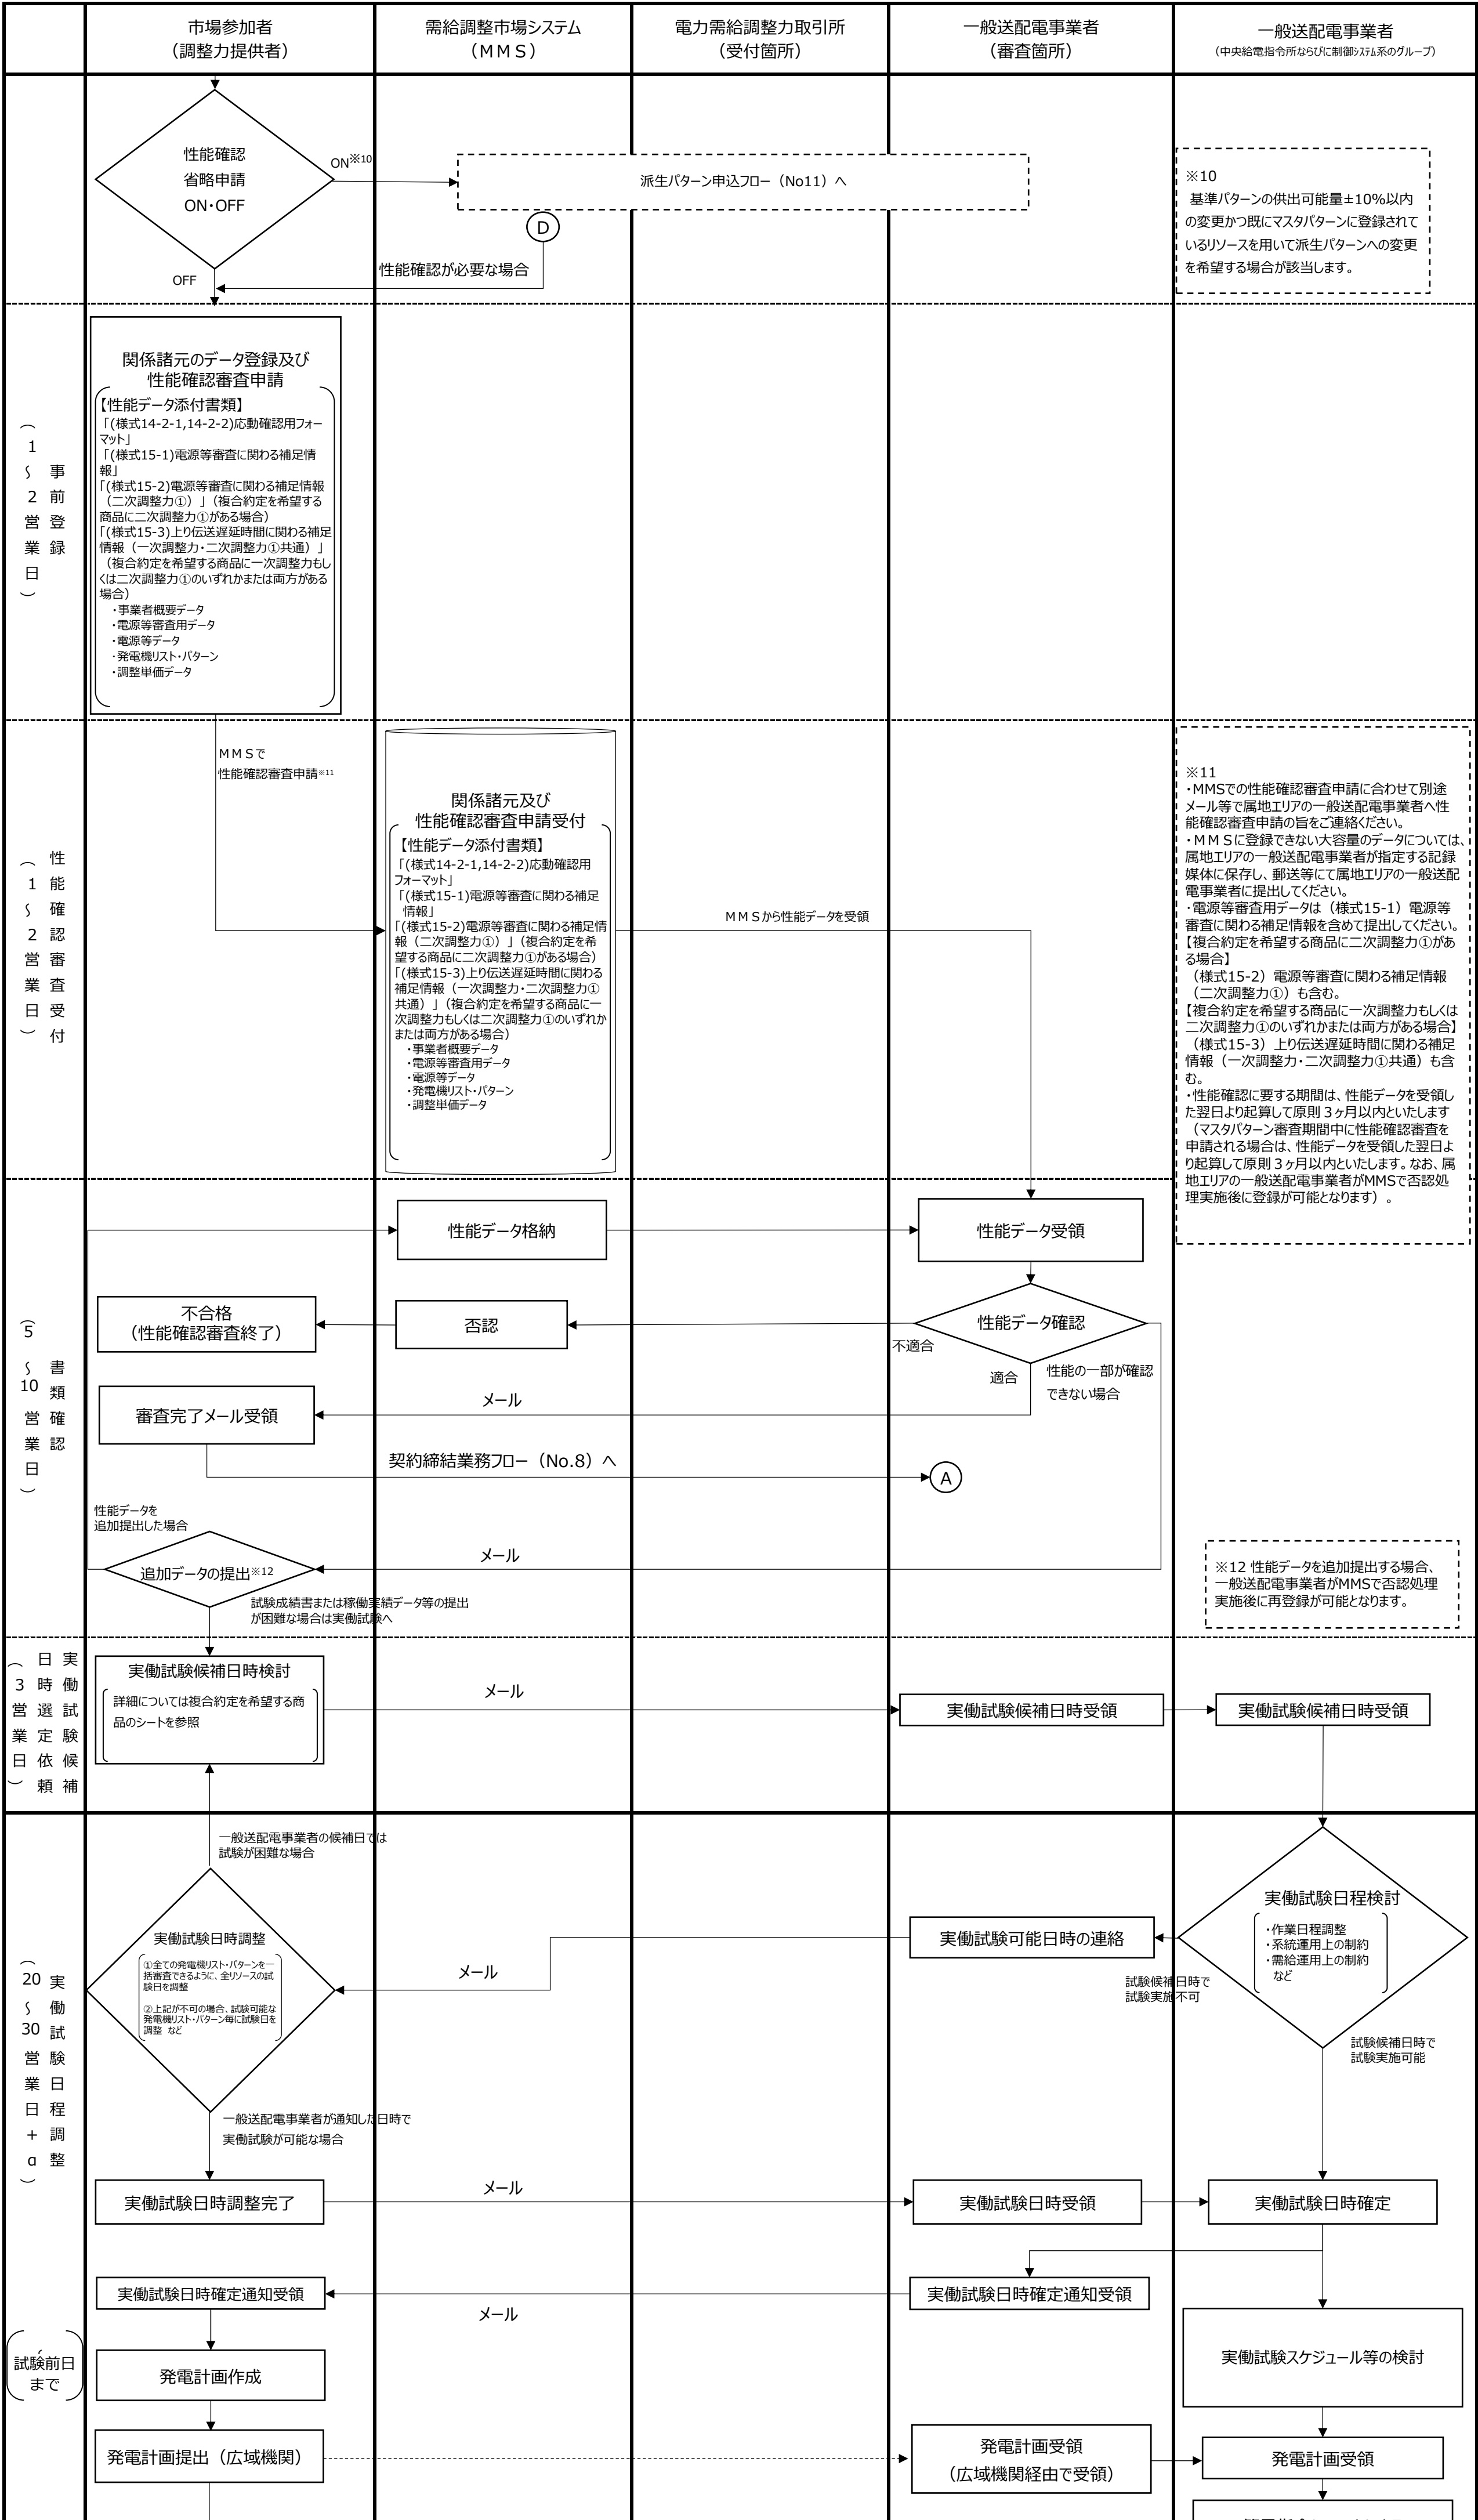 市場参加者
（調整力提供者）
需給調整市場システム
（ＭＭＳ）
電力需給調整力取引所
（受付箇所）
一般送配電事業者
（審査箇所）
一般送配電事業者
（中央給電指令所ならびに制御システム系のグループ）
性能確認
省略申請
ON・OFF
ON※10
派生パターン申込フロー（No11）へ
D
性能確認が必要な場合
OFF
※10
基準パターンの供出可能量±10%以内
の変更かつ既にマスタパターンに登録されて
いるリソースを用いて派生パターンへの変更
を希望する場合が該当します。
事前登録
（1～2営業日）
関係諸元のデータ登録及び
性能確認審査申請
【性能データ添付書類】
「(様式14-2-1,14-2-2)応動確認用フォー
マット」
「(様式15-1)電源等審査に関わる補足情
報」
「(様式15-2)電源等審査に関わる補足情報
（二次調整力①）」（複合約定を希望する
商品に二次調整力①がある場合）
「(様式15-3)上り伝送遅延時間に関わる補足
情報（一次調整力・二次調整力①共通）」
（複合約定を希望する商品に一次調整力もし
くは二次調整力①のいずれかまたは両方がある
場合）
・事業者概要データ
・電源等審査用データ
・電源等データ
・発電機リスト・パターン
・調整単価データ
性能確認審査受付
（1～2営業日）
ＭＭＳで
性能確認審査申請※11
関係諸元及び
性能確認審査申請受付
【性能データ添付書類】
「(様式14-2-1,14-2-2)応動確認用
フォーマット」
「(様式15-1)電源等審査に関わる補足
情報」
「(様式15-2)電源等審査に関わる補足情
報（二次調整力①）」（複合約定を希
望する商品に二次調整力①がある場合）
「(様式15-3)上り伝送遅延時間に関わる
補足情報（一次調整力・二次調整力①
共通）」（複合約定を希望する商品に一
次調整力もしくは二次調整力①のいずれか
または両方がある場合）
・事業者概要データ
・電源等審査用データ
・電源等データ
・発電機リスト・パターン
・調整単価データ
ＭＭＳから性能データを受領
※11
・MMSでの性能確認審査申請に合わせて別途
メール等で属地エリアの一般送配電事業者へ性
能確認審査申請の旨をご連絡ください。
・ＭＭＳに登録できない大容量のデータについては、
属地エリアの一般送配電事業者が指定する記録
媒体に保存し、郵送等にて属地エリアの一般送配
電事業者に提出してください。
・電源等審査用データは（様式15-1）電源等
審査に関わる補足情報を含めて提出してください。
【複合約定を希望する商品に二次調整力①があ
る場合】
（様式15-2）電源等審査に関わる補足情報
（二次調整力①）も含む。
【複合約定を希望する商品に一次調整力もしくは
二次調整力①のいずれかまたは両方がある場合】
（様式15-3）上り伝送遅延時間に関わる補足
情報（一次調整力・二次調整力①共通）も含
む。
・性能確認に要する期間は、性能データを受領し
た翌日より起算して原則３ヶ月以内といたします
（マスタパターン審査期間中に性能確認審査を
申請される場合は、性能データを受領した翌日よ
り起算して原則３ヶ月以内といたします。なお、属
地エリアの一般送配電事業者がMMSで否認処
理実施後に登録が可能となります）。
書類確認
（5～10営業日）
性能データ格納
性能データ受領
不合格
（性能確認審査終了）
否認
性能データ確認
不適合
適合
性能の一部が確認
できない場合
審査完了メール受領
メール
契約締結業務フロー（No.8）へ
A
性能データを
追加提出した場合
追加データの提出※12
メール
試験成績書または稼働実績データ等の提出
が困難な場合は実働試験へ
※12 性能データを追加提出する場合、
一般送配電事業者がMMSで否認処理
実施後に再登録が可能となります。
実働試験候補
日時選定依頼
（3営業日）
実働試験候補日時検討
詳細については複合約定を希望する商
品のシートを参照
メール
実働試験候補日時受領
実働試験候補日時受領
実働試験日程調整
（20～30営業日+α）
一般送配電事業者の候補日では
試験が困難な場合
実働試験日時調整
①全ての発電機リスト・パターンを一
括審査できるように、全リソースの試
験日を調整
②上記が不可の場合、試験可能な
発電機リスト・パターン毎に試験日を
調整 など
メール
実働試験可能日時の連絡
実働試験日程検討
・作業日程調整
・系統運用上の制約
・需給運用上の制約
など
試験候補日時で
試験実施不可
試験候補日時で
試験実施可能
一般送配電事業者が通知した日時で
実働試験が可能な場合
実働試験日時調整完了
メール
実働試験日時受領
実働試験日時確定
実働試験日時確定通知受領
メール
実働試験日時確定通知受領
試験前日
まで
発電計画作成
実働試験スケジュール等の検討
発電計画提出（広域機関）
発電計画受領
（広域機関経由で受領）
発電計画受領